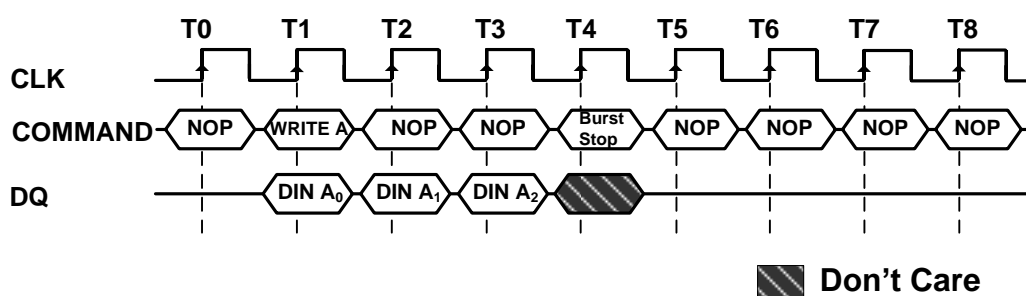 T0 T1 T2 T3 T4 T5 T6 T7 T8
CLK
COMMAND NOP WRITE A NOP NOP Burst Stop NOP NOP NOP NOP
DQ DIN A0 DIN A1 DIN A2
Don't Care